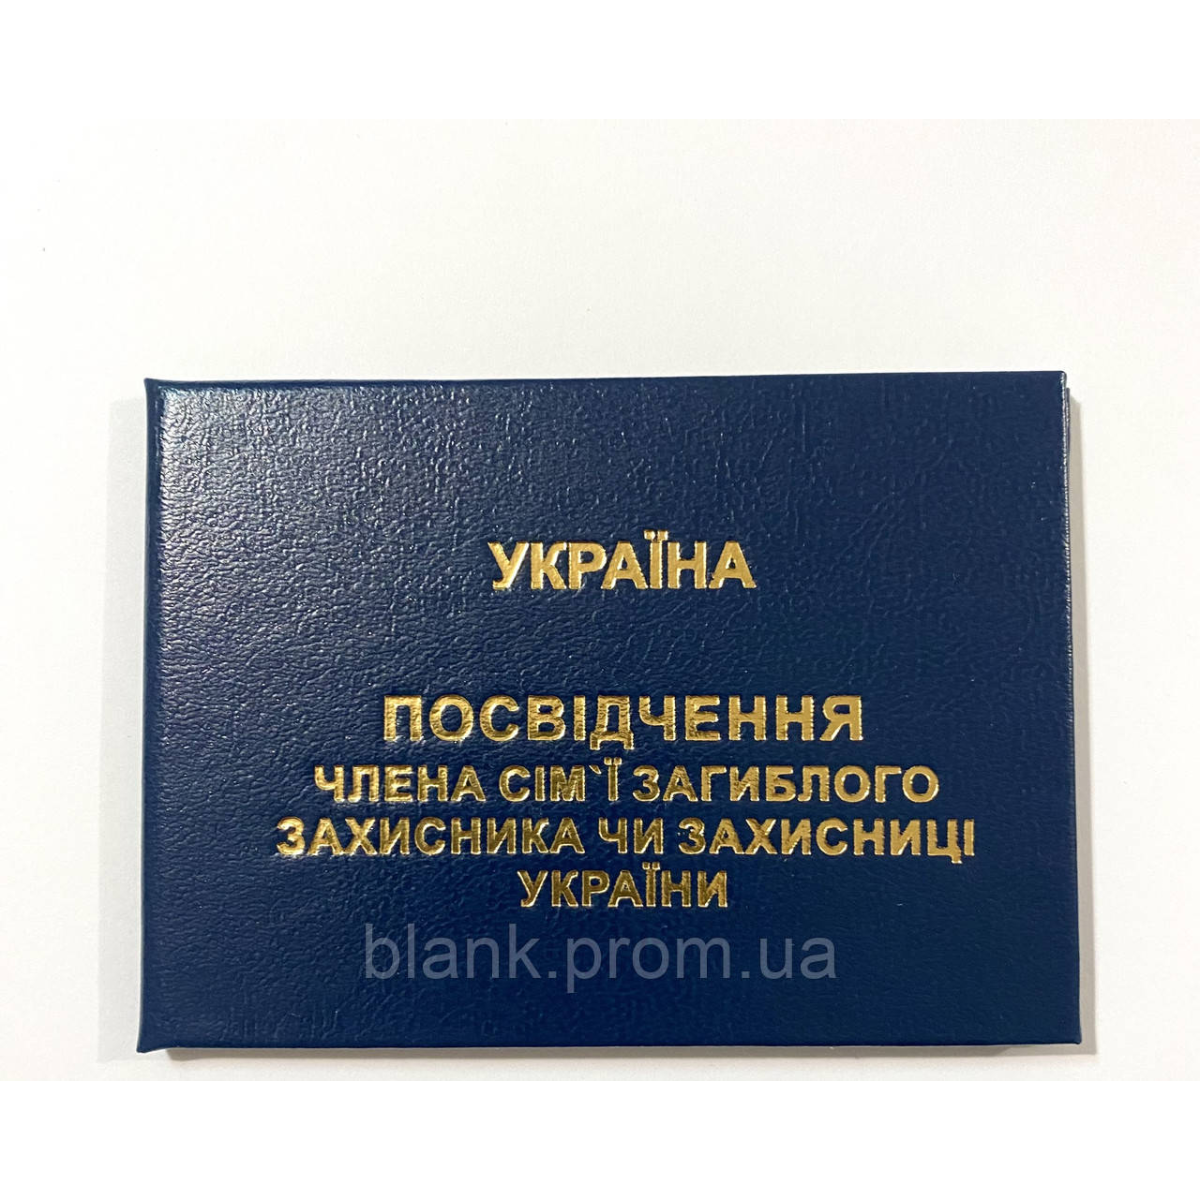 УКРАЇНА
ПОСВІДЧЕННЯ
ЧЛЕНА СІМ`Ї ЗАГИБЛОГО
ЗАХИСНИКА ЧИ ЗАХИСНИЦІ
УКРАЇНИ
blank.prom.ua